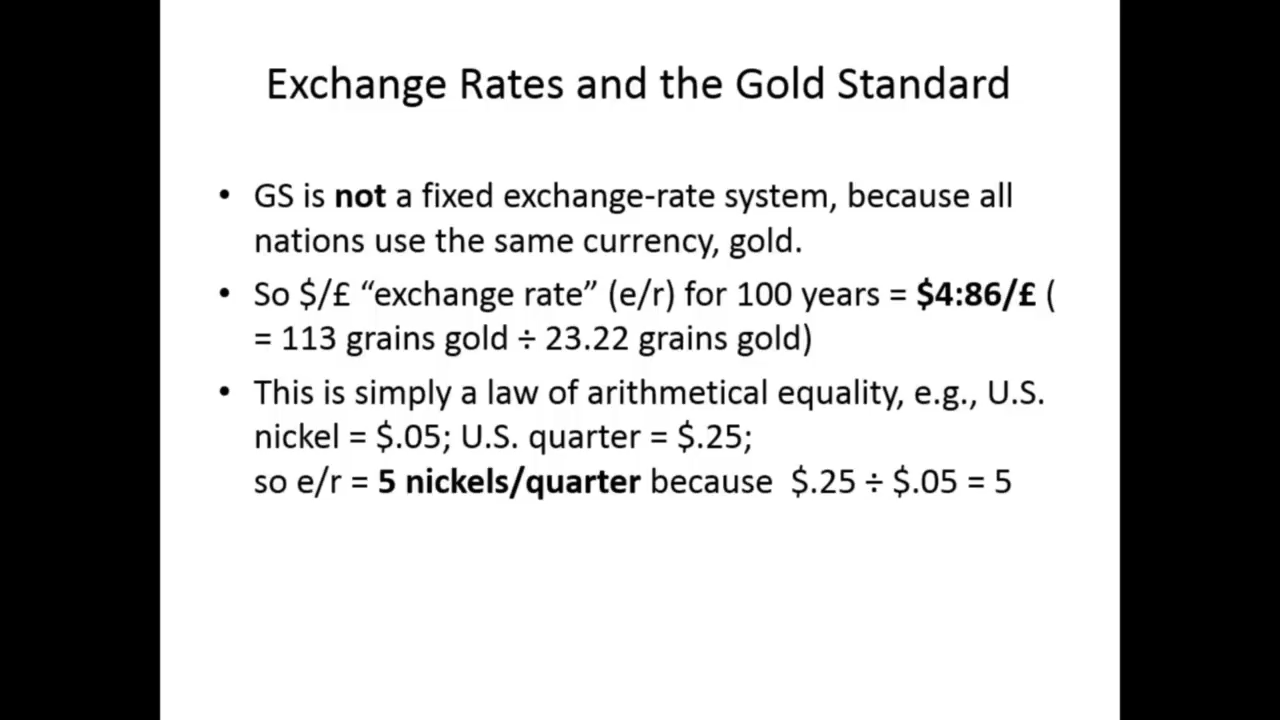 Exchange Rates and the Gold Standard
• GS is not a fixed exchange-rate system, because all
nations use the same currency, gold.
• So $/£ “exchange rate” (e/r) for 100 years = $4:86/£ (
= 113 grains gold ÷ 23.22 grains gold)
• This is simply a law of arithmetical equality, e.g., U.S.
nickel = $.05; U.S. quarter = $.25;
so e/r = 5 nickels/quarter because $.25 ÷ $.05 = 5